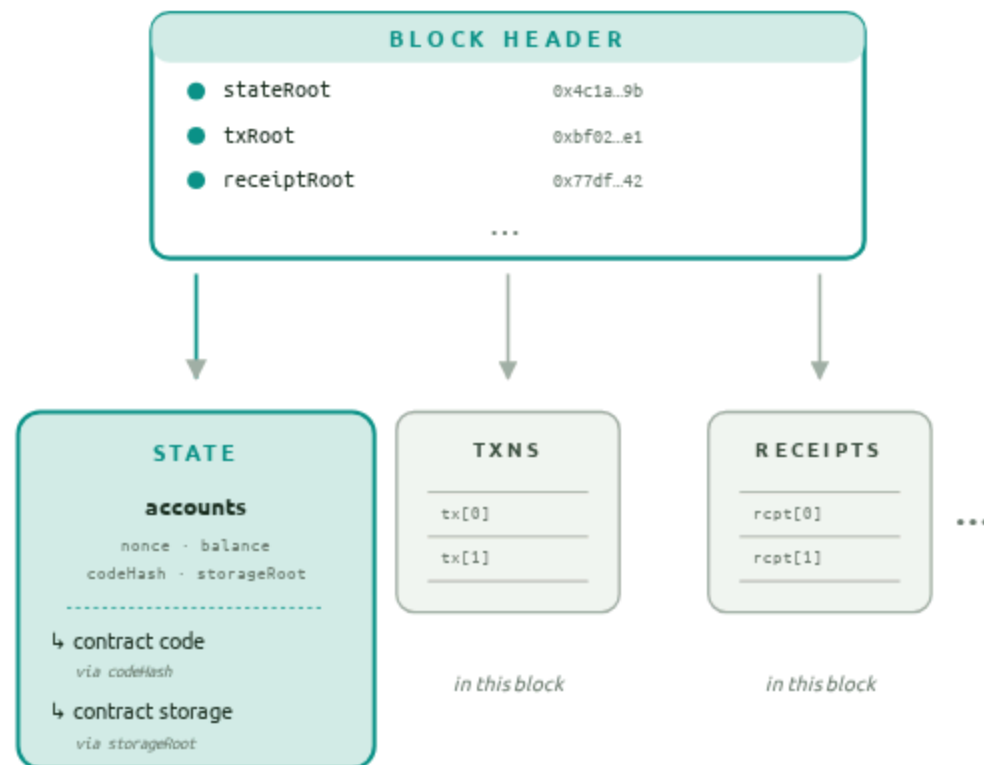 BLOCK HEADER
stateRoot 0x4c1a…9b
txRoot 0xbf02…e1
receiptRoot 0x77df…42
...
STATE
accounts
nonce · balance
codeHash · storageRoot
↳ contract code
via codeHash
↳ contract storage
via storageRoot
TXNS
tx[0]
tx[1]
in this block
RECEIPTS
rcpt[0]
rcpt[1]
in this block
...